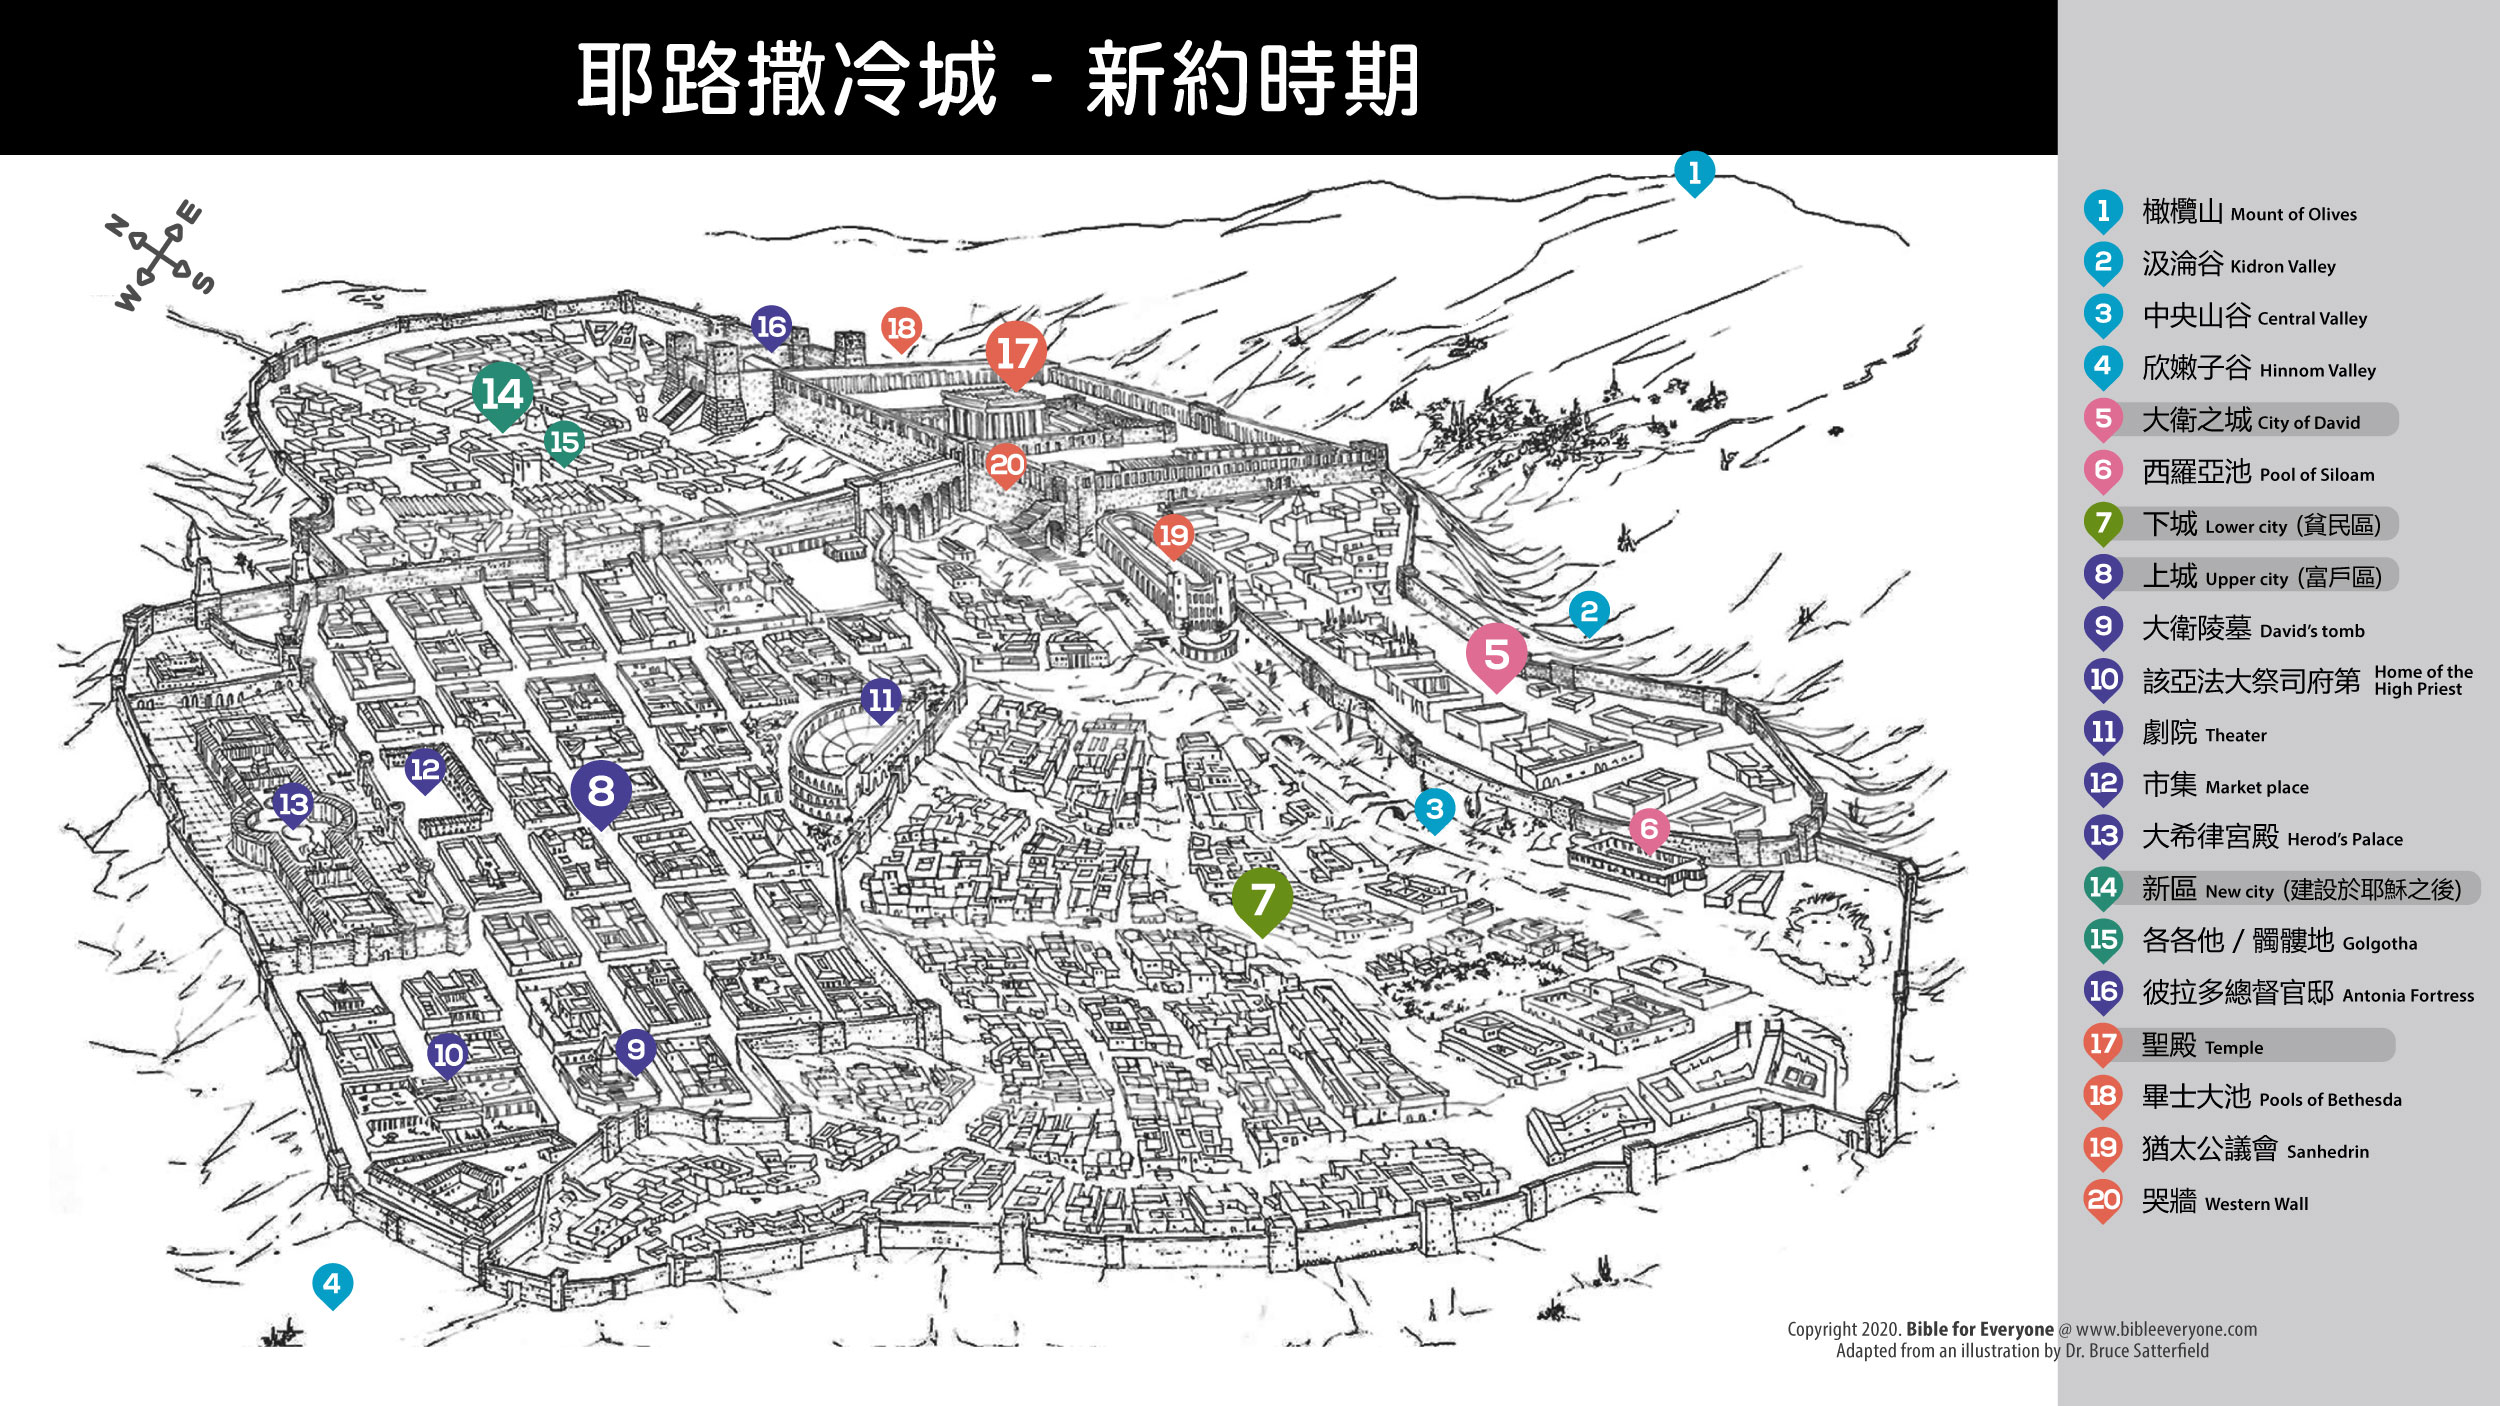 耶路撒冷城 - 新約時期
N
E
W
S
1
18
16
17
14
15
20
19
2
5
11
12
8
13
3
6
7
10
9
4
1 橄欖山 Mount of Olives
2 汲淪谷 Kidron Valley
3 中央山谷 Central Valley
4 欣嫩子谷 Hinnom Valley
5 大衛之城 City of David
6 西羅亞池 Pool of Siloam
7 下城 Lower city (貧民區)
8 上城 Upper city (富戶區)
9 大衛陵墓 David's tomb
10 該亞法大祭司府第 Home of the
High Priest
11 劇院 Theater
12 市集 Market place
13 大希律宮殿 Herod's Palace
14 新區 New city (建設於耶穌之後)
15 各各他 / 髑髏地 Golgotha
16 彼拉多總督官邸 Antonia Fortress
17 聖殿 Temple
18 畢士大池 Pools of Bethesda
19 猶太公議會 Sanhedrin
20 哭牆 Western Wall
Copyright 2020. Bible for Everyone @ www.bibleeveryone.com
Adapted from an illustration by Dr. Bruce Satterfield